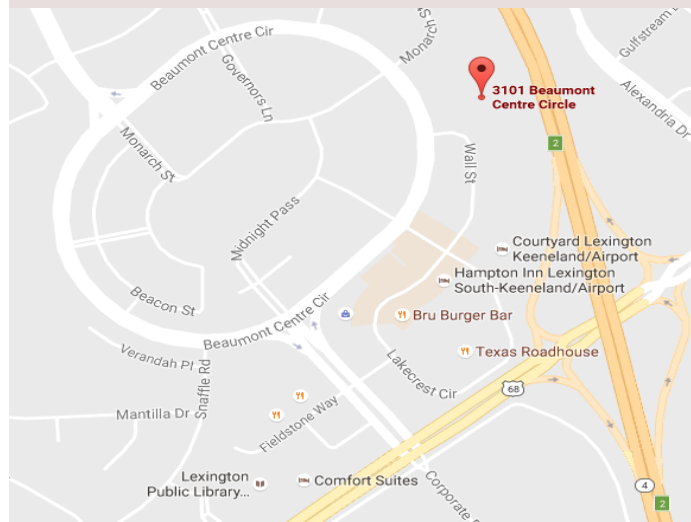 Beaumont Centre Cir
Governors Ln
Monarch
Gulfstream
Alexandria Dr
3101 Beaumont
Centre Circle
2
Monarch St
Wall St
Midnight Pass
Courtyard Lexington
Keeneland/Airport
Hampton Inn Lexington
South-Keeneland/Airport
Beacon St
Beaumont Centre Cir
Bru Burger Bar
Verandah Pl
Snaffle Rd
Texas Roadhouse
Lakecrest Cir
68
Mantilla Dr
Fieldstone Way
Lexington
Public Library...
Comfort Suites
Corporate
4
2